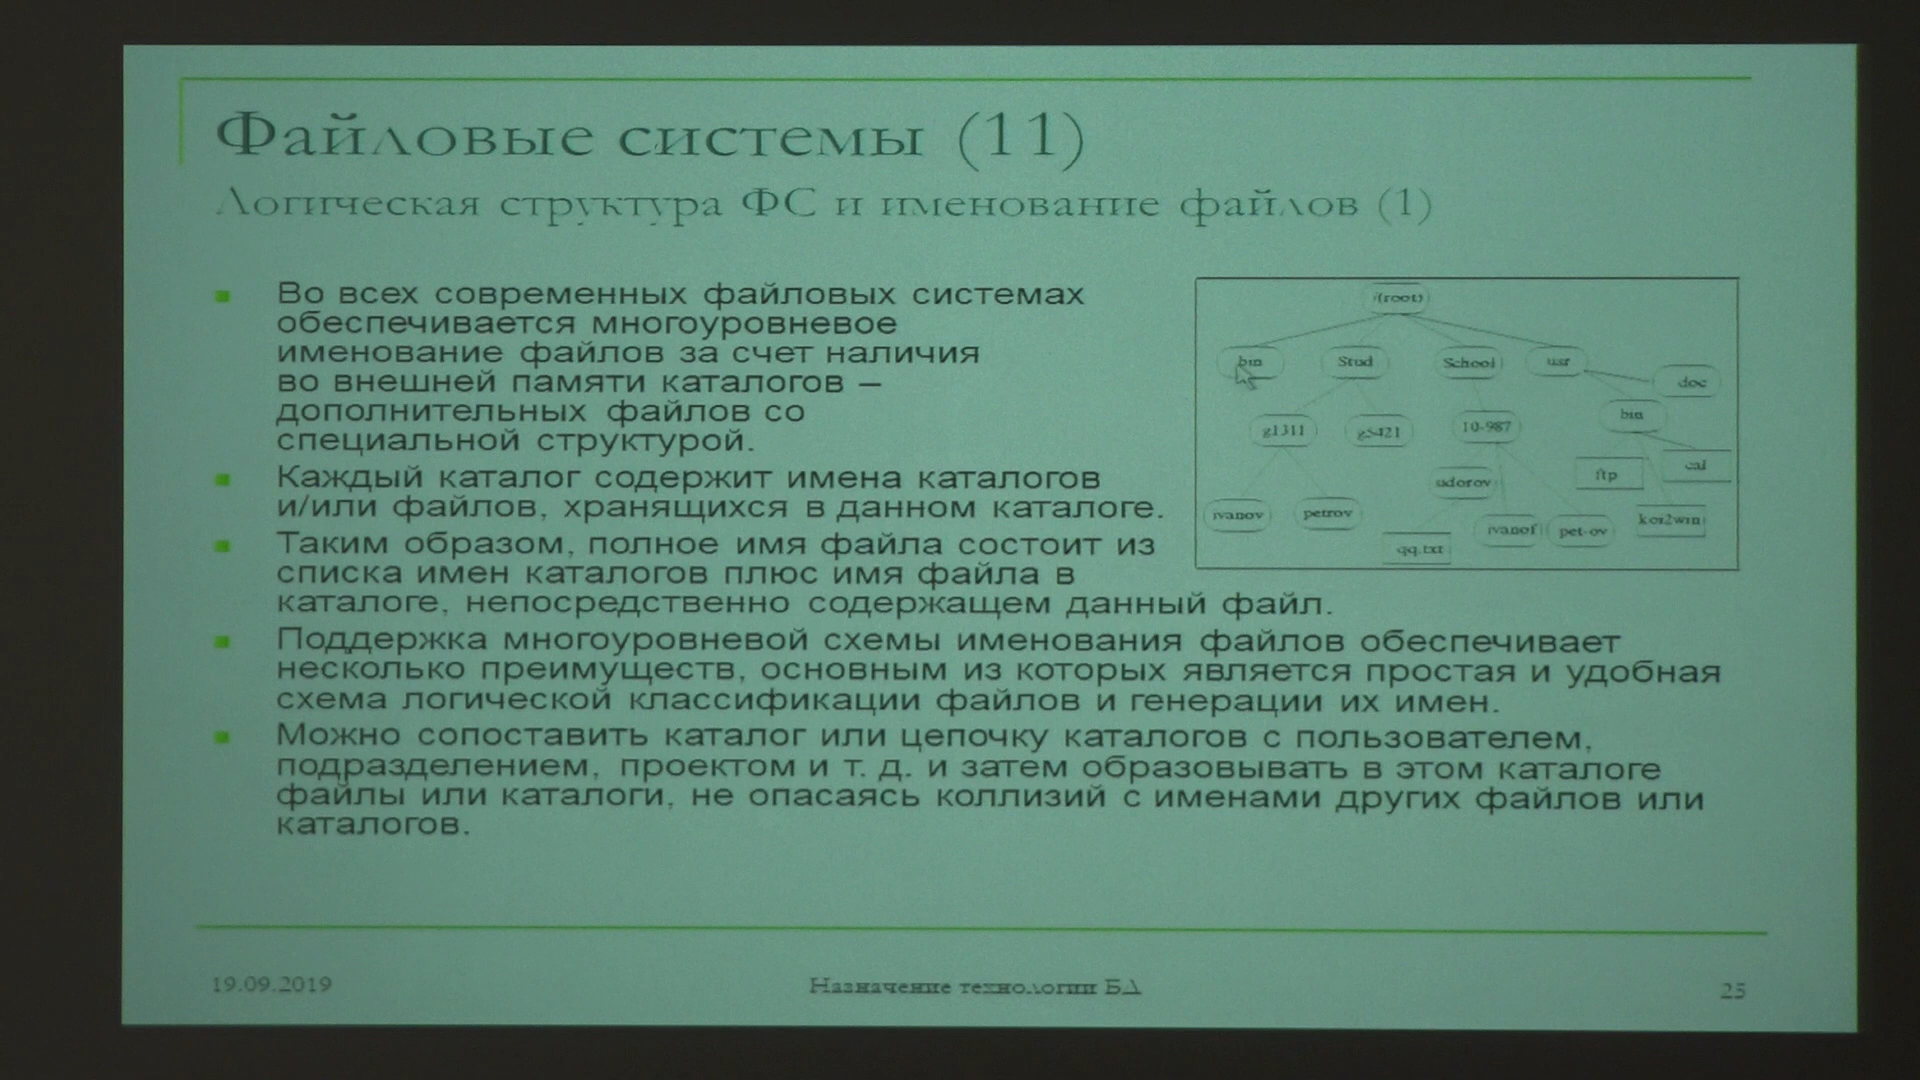 Файловые системы (11)
Логическая структура ФС и именование файлов (1)
Во всех современных файловых системах
обеспечивается многоуровневое
именование файлов за счет наличия
во внешней памяти каталогов –
дополнительных файлов со
специальной структурой.
Каждый каталог содержит имена каталогов
и/или файлов, хранящихся в данном каталоге.
Таким образом, полное имя файла состоит из
списка имен каталогов плюс имя файла в
каталоге, непосредственно содержащем данный файл.
Поддержка многоуровневой схемы именования файлов обеспечивает
несколько преимуществ, основным из которых является простая и удобная
схема логической классификации файлов и генерации их имен.
Можно сопоставить каталог или цепочку каталогов с пользователем,
подразделением, проектом и т. д. и затем образовывать в этом каталоге
файлы или каталоги, не опасаясь коллизий с именами других файлов или
каталогов.
/(root)
bin Stud School usr doc
g1311 g5421 10-987 bin
udorov ftp cal
ivanov petrov ivanof pet-ov koi2win
qq.txt
19.09.2019 Назначение технологии БД 25